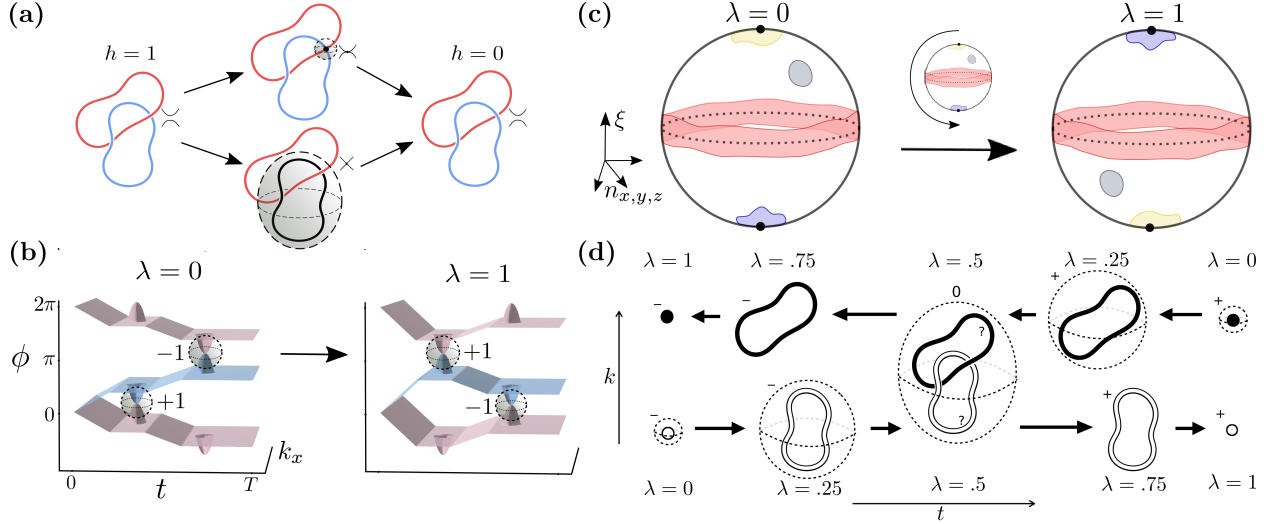 (a)
h = 1
h = 0
(b)
λ = 0
λ = 1
2π
ϕ
π
0
−1
+1
+1
−1
0
t
T
k_x
(c)
λ = 0
λ = 1
ξ
n_{x,y,z}
(d)
λ = 1
λ = .75
λ = .5
λ = .25
λ = 0
−
−
0
+
+
?
k
−
−
?
+
+
λ = 0
λ = .25
λ = .5
λ = .75
λ = 1
t